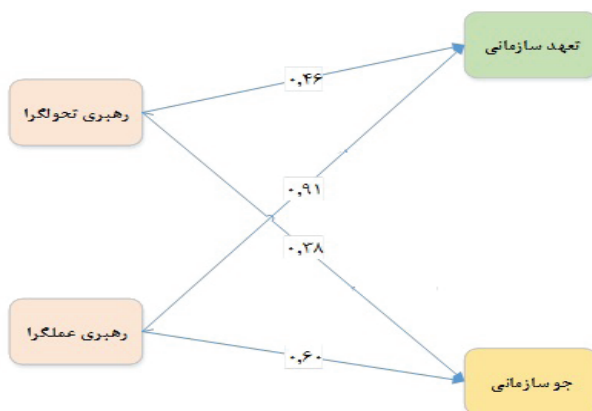 تعهد سازمانی
۰,۴۶
رهبری تحولگرا
۰,۹۱
۰,۳۸
رهبری عملگرا
۰,۶۰
جو سازمانی